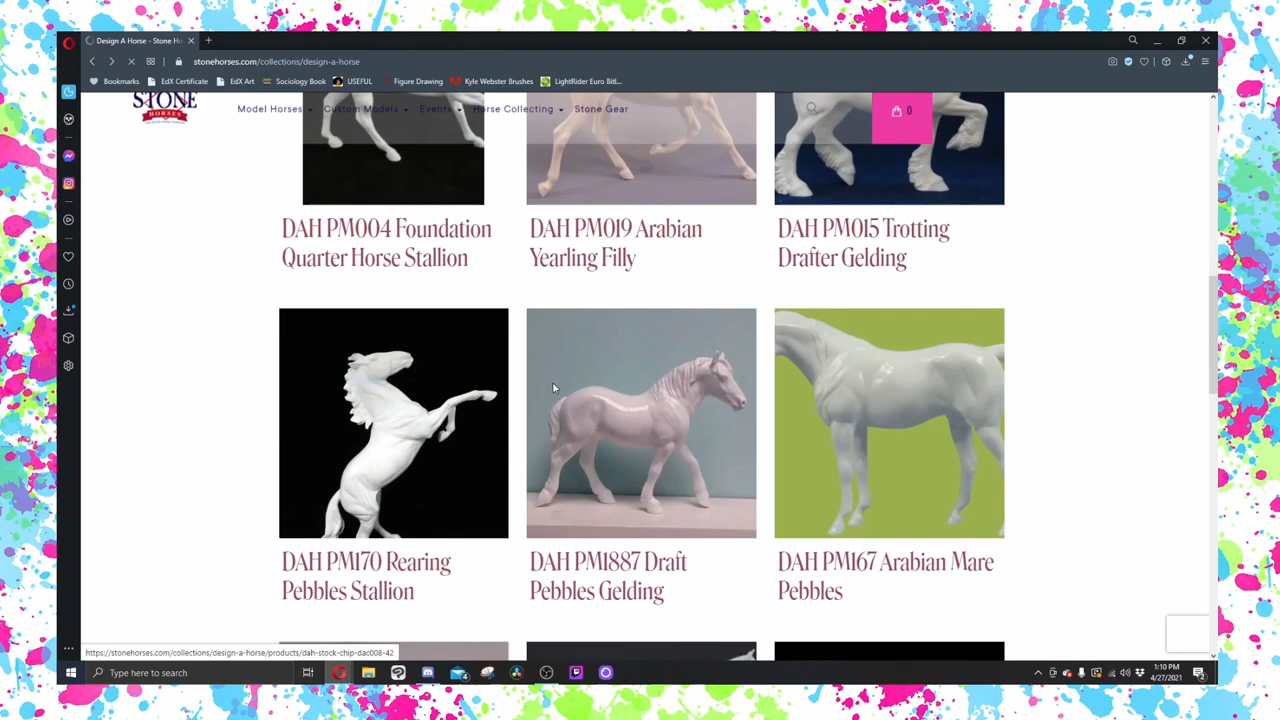 Design A Horse - Stone Ho
stonehorses.com/collections/design-a-horse
Bookmarks EdX Certificate EdX Art Sociology Book USEFUL Figure Drawing Kyle Webster Brushes LightRider Euro Bit...
STONE
HORSES
Model Horses Custom Models Events Horse Collecting Stone Gear 0
DAH PM004 Foundation
Quarter Horse Stallion
DAH PM019 Arabian
Yearling Filly
DAH PM015 Trotting
Drafter Gelding
DAH PM170 Rearing
Pebbles Stallion
DAH PM1887 Draft
Pebbles Gelding
DAH PM167 Arabian Mare
Pebbles
https://stonehorses.com/collections/design-a-horse/products/dah-stock-chip-dac008-42
Type here to search
1:10 PM
4/27/2021